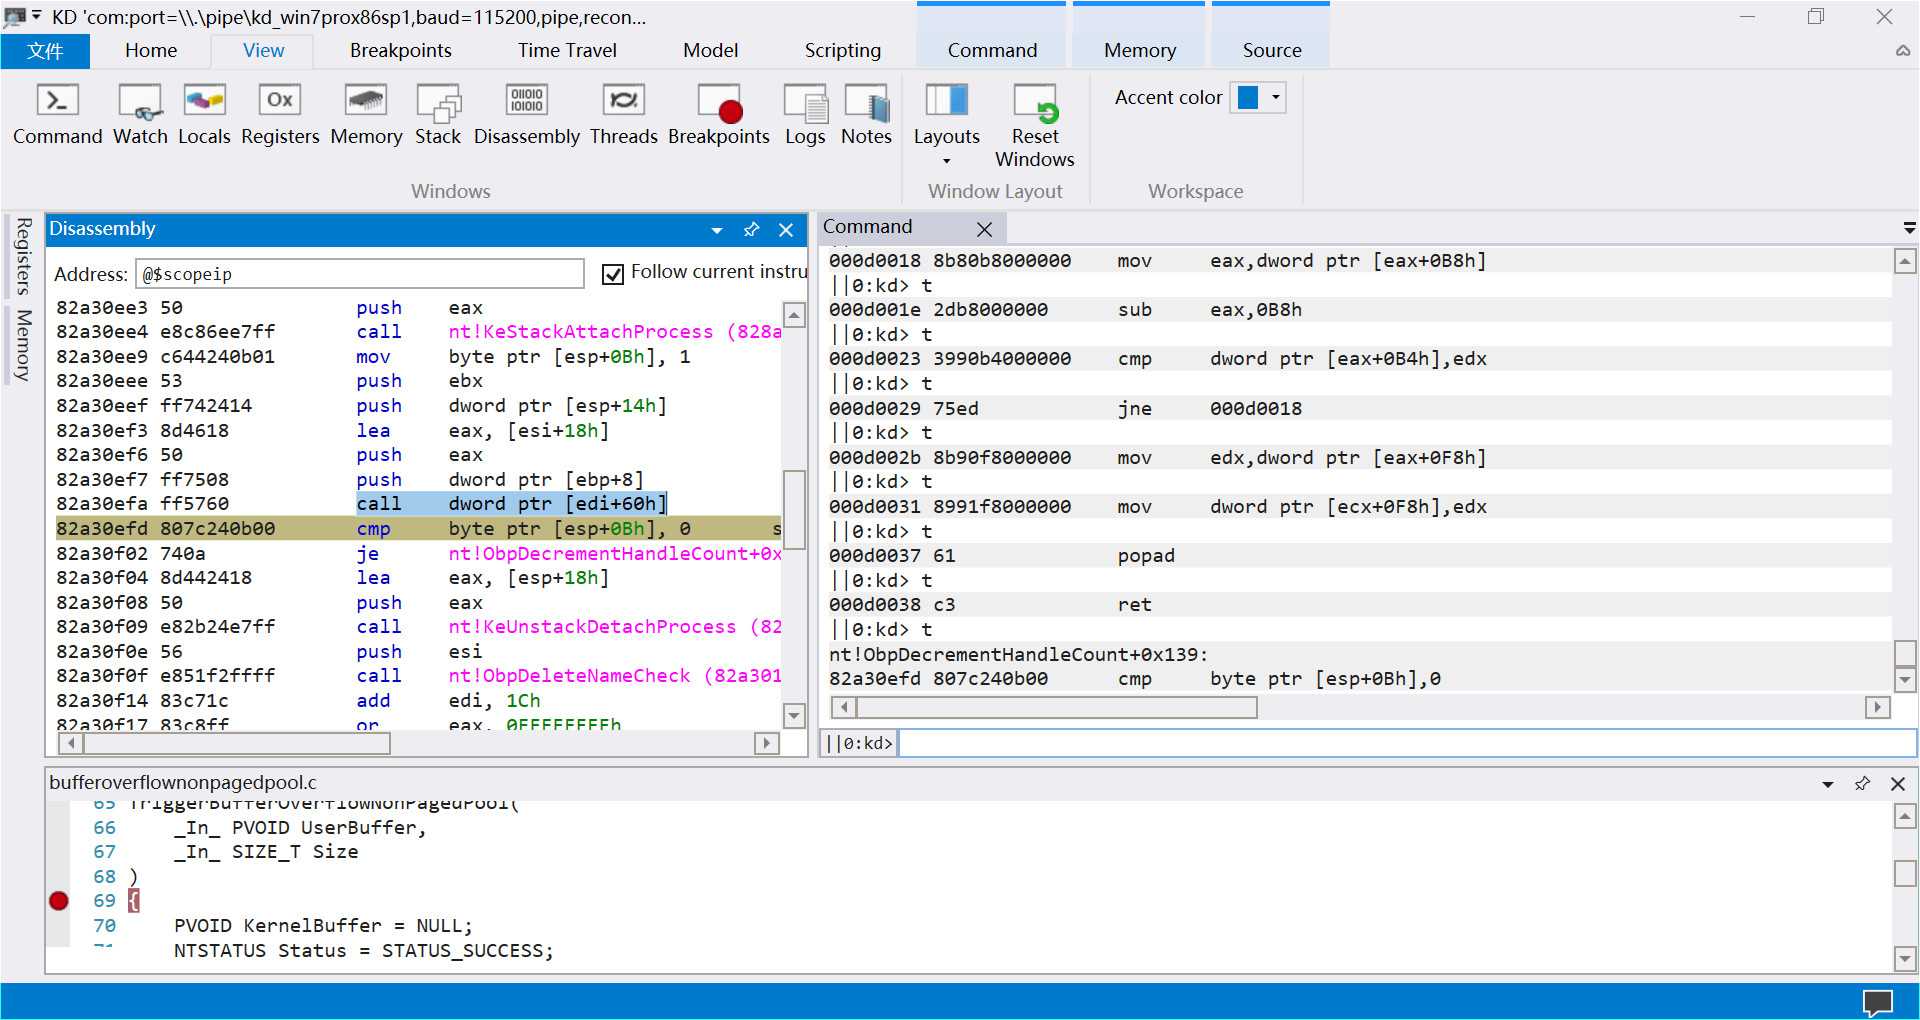 KD 'com:port=\\.\pipe\kd_win7prox86sp1,baud=115200,pipe,recon...
文件 Home View Breakpoints Time Travel Model Scripting Command Memory Source
Command Watch Locals Registers Memory Stack Disassembly Threads Breakpoints Logs Notes Layouts Reset Windows
Accent color
Windows Window Layout Workspace
Registers
Memory
Disassembly
Address: @$scopeip Follow current instru
82a30ee3 50 push eax
82a30ee4 e8c86ee7ff call nt!KeStackAttachProcess (828a
82a30ee9 c644240b01 mov byte ptr [esp+0Bh], 1
82a30eee 53 push ebx
82a30eef ff742414 push dword ptr [esp+14h]
82a30ef3 8d4618 lea eax, [esi+18h]
82a30ef6 50 push eax
82a30ef7 ff7508 push dword ptr [ebp+8]
82a30efa ff5760 call dword ptr [edi+60h]
82a30efd 807c240b00 cmp byte ptr [esp+0Bh], 0 s
82a30f02 740a je nt!ObpDecrementHandleCount+0x
82a30f04 8d442418 lea eax, [esp+18h]
82a30f08 50 push eax
82a30f09 e82b24e7ff call nt!KeUnstackDetachProcess (82
82a30f0e 56 push esi
82a30f0f e851f2ffff call nt!ObpDeleteNameCheck (82a301
82a30f14 83c71c add edi, 1Ch
82a30f17 83c8ff or eax, 0FFFFFFFFh
Command
000d0018 8b80b8000000 mov eax,dword ptr [eax+0B8h]
||0:kd> t
000d001e 2db8000000 sub eax,0B8h
||0:kd> t
000d0023 3990b4000000 cmp dword ptr [eax+0B4h],edx
||0:kd> t
000d0029 75ed jne 000d0018
||0:kd> t
000d002b 8b90f8000000 mov edx,dword ptr [eax+0F8h]
||0:kd> t
000d0031 8991f8000000 mov dword ptr [ecx+0F8h],edx
||0:kd> t
000d0037 61 popad
||0:kd> t
000d0038 c3 ret
||0:kd> t
nt!ObpDecrementHandleCount+0x139:
82a30efd 807c240b00 cmp byte ptr [esp+0Bh],0
||0:kd>
bufferoverflownonpagedpool.c
65 TriggerBufferOverflowNonPagedPool(
66 _In_ PVOID UserBuffer,
67 _In_ SIZE_T Size
68 )
69 {
70 PVOID KernelBuffer = NULL;
71 NTSTATUS Status = STATUS_SUCCESS;